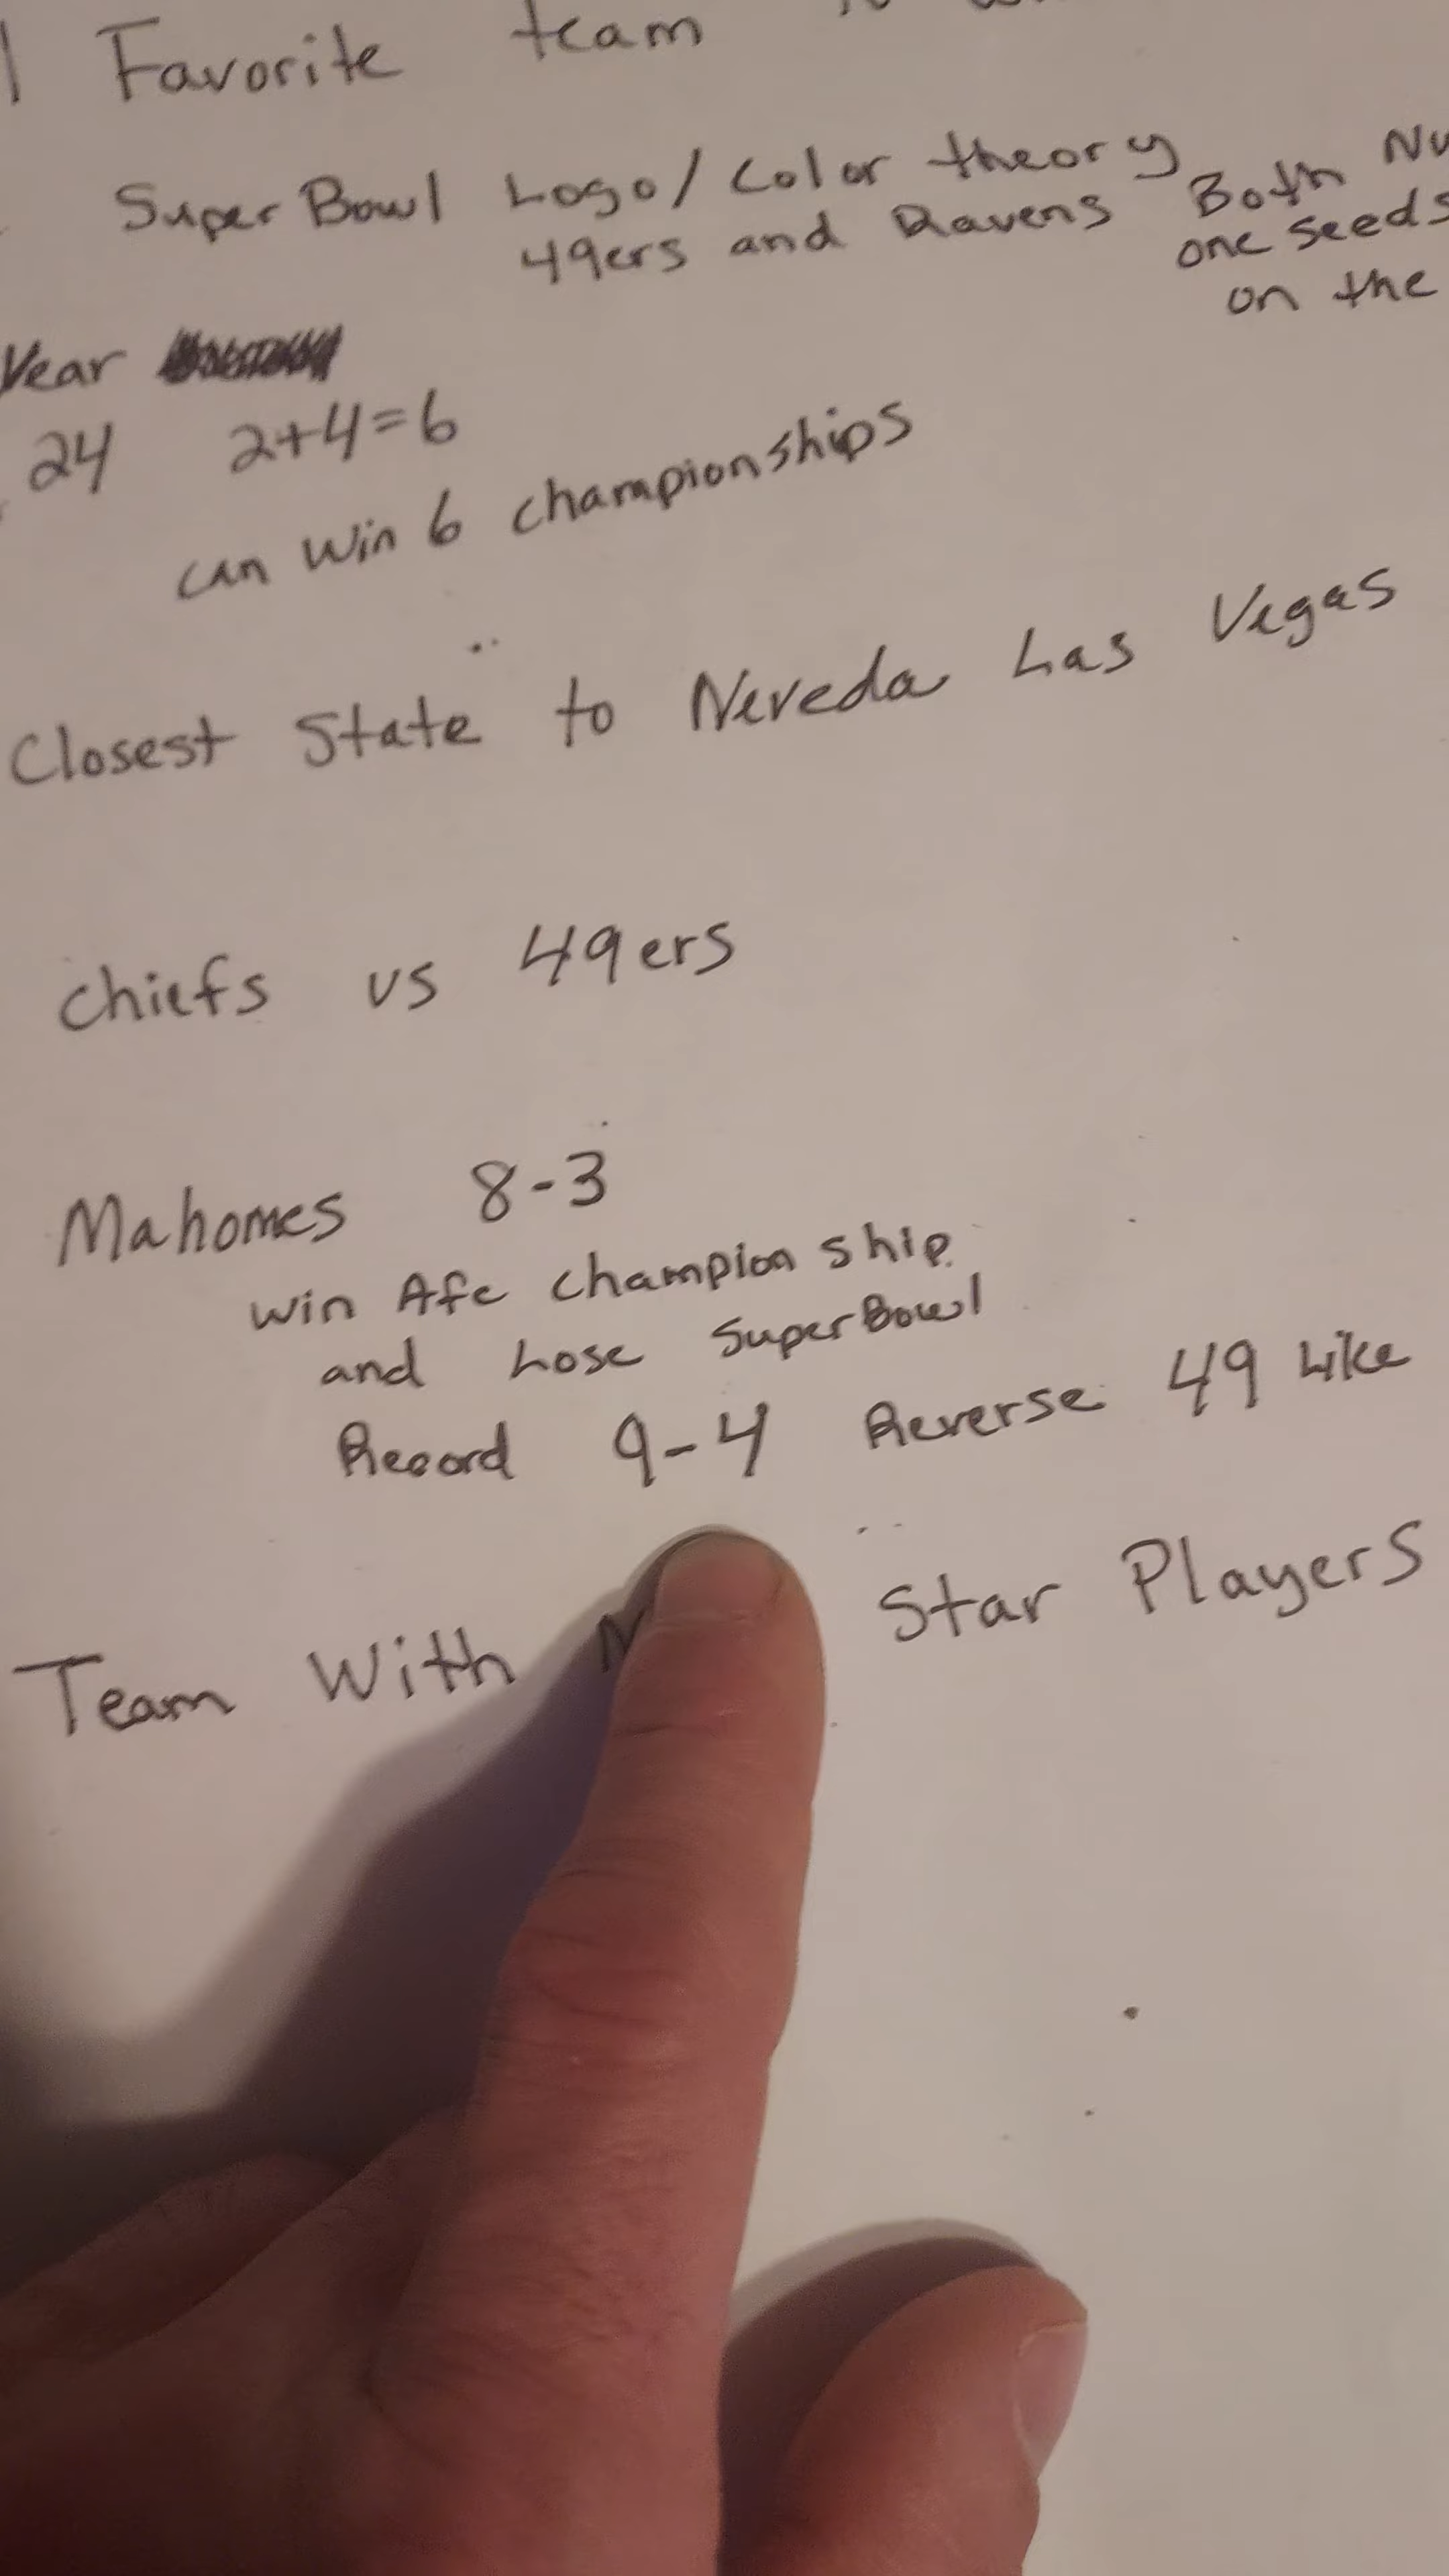 Favorite team
Super Bowl Logo/Color theory Both
49ers and Ravens one seeds
on the
Year
24 2+4=6
can win 6 championships
Closest State to Neveda Las Vegas
chiefs vs 49ers
Mahomes 8-3
win Afc champion ship
and Lose SuperBowl
Record 9-4 Reverse 49 Like
Team With Star Players